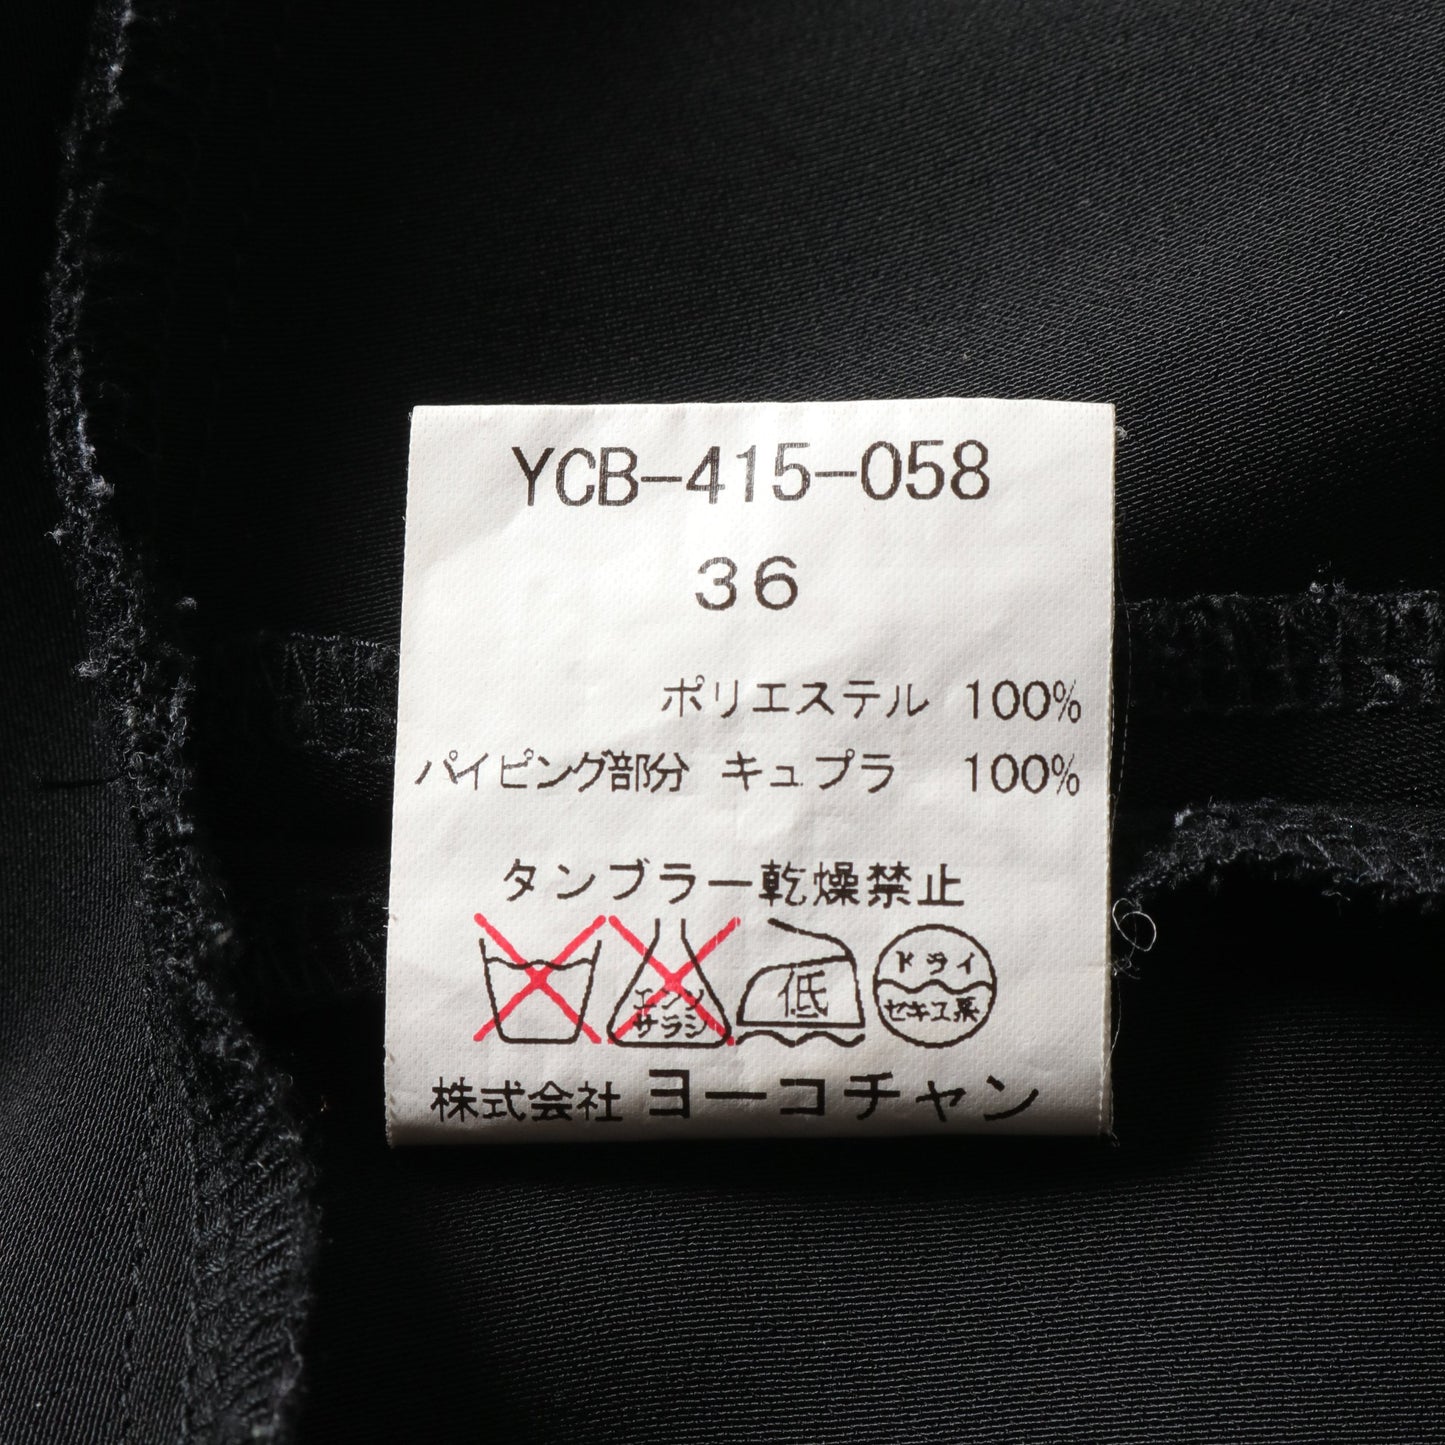 YCB-415-058
36
ポリエステル 100%
パイピング部分 キュプラ 100%
タンブラー乾燥禁止
エンソサラシ
低
ドライ
セキユ系
株式会社 ヨーコチャン